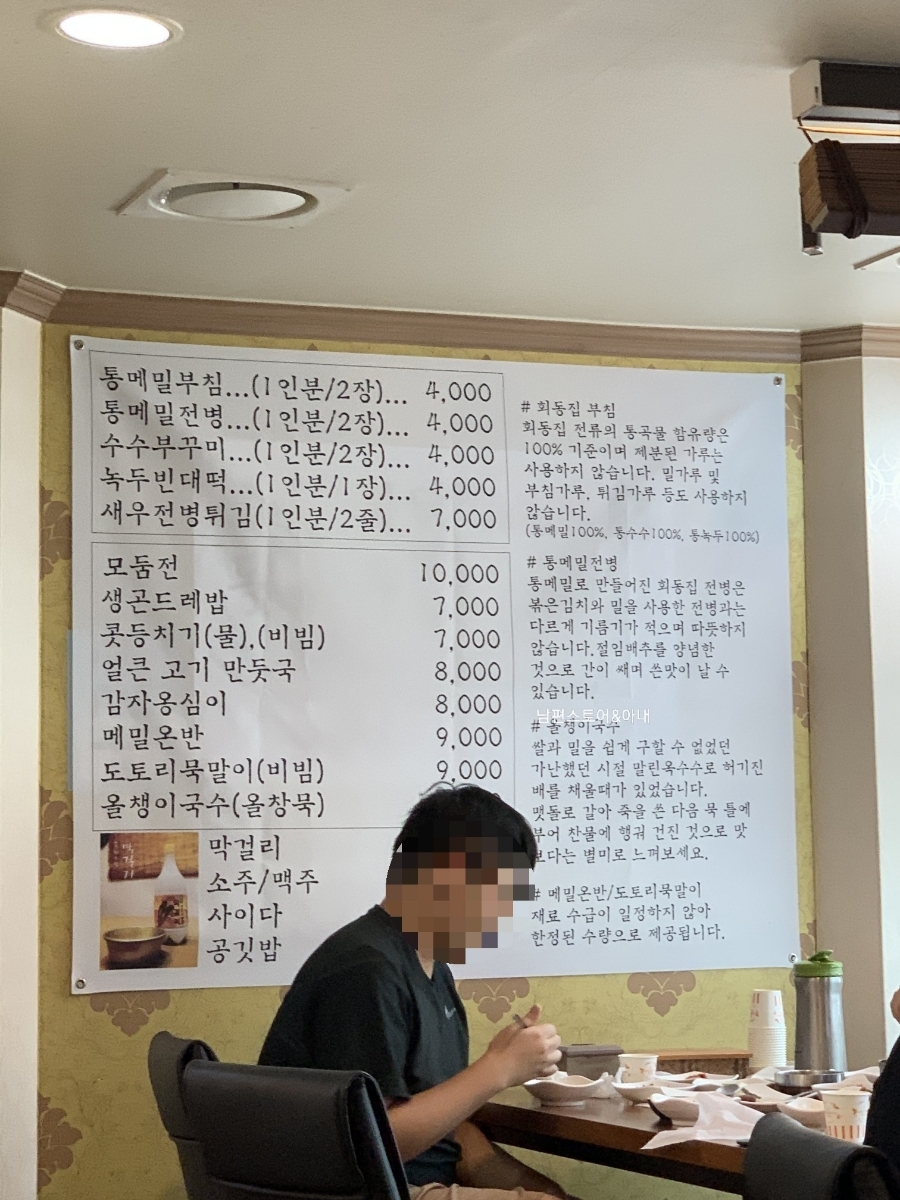 통메밀부침...(1인분/2장)... 4,000
통메밀전병...(1인분/2장)... 4,000
수수부꾸미...(1인분/2장)... 4,000
녹두빈대떡...(1인분/1장)... 4,000
새우전병튀김(1인분/2줄)... 7,000
모둠전 10,000
생곤드레밥 7,000
콧등치기(물),(비빔) 7,000
얼큰 고기 만둣국 8,000
감자옹심이 8,000
메밀온반 9,000
도토리묵말이(비빔) 9,000
올챙이국수(올창묵)
막걸리
소주/맥주
사이다
공깃밥
# 회동집 부침
회동집 전류의 통곡물 함유량은
100% 기준이며 제분된 가루는
사용하지 않습니다. 밀가루 및
부침가루, 튀김가루 등도 사용하지
않습니다.
(통메밀100%, 통수수100%, 통녹두100%)
# 통메밀전병
통메밀로 만들어진 회동집 전병은
볶은김치와 밀을 사용한 전병과는
다르게 기름기가 적으며 따뜻하지
않습니다.절임배추를 양념한
것으로 간이 쌔며 쓴맛이 날 수
있습니다.
남편스토어&아내
# 올챙이국수
쌀과 밀을 쉽게 구할 수 없었던
가난했던 시절 말린옥수수로 허기진
배를 채울때가 있었습니다.
맷돌로 갈아 죽을 쓴 다음 묵 틀에
부어 찬물에 헹궈 건진 것으로 맛
보다는 별미로 느껴보세요.
# 메밀온반/도토리묵말이
재료 수급이 일정하지 않아
한정된 수량으로 제공됩니다.